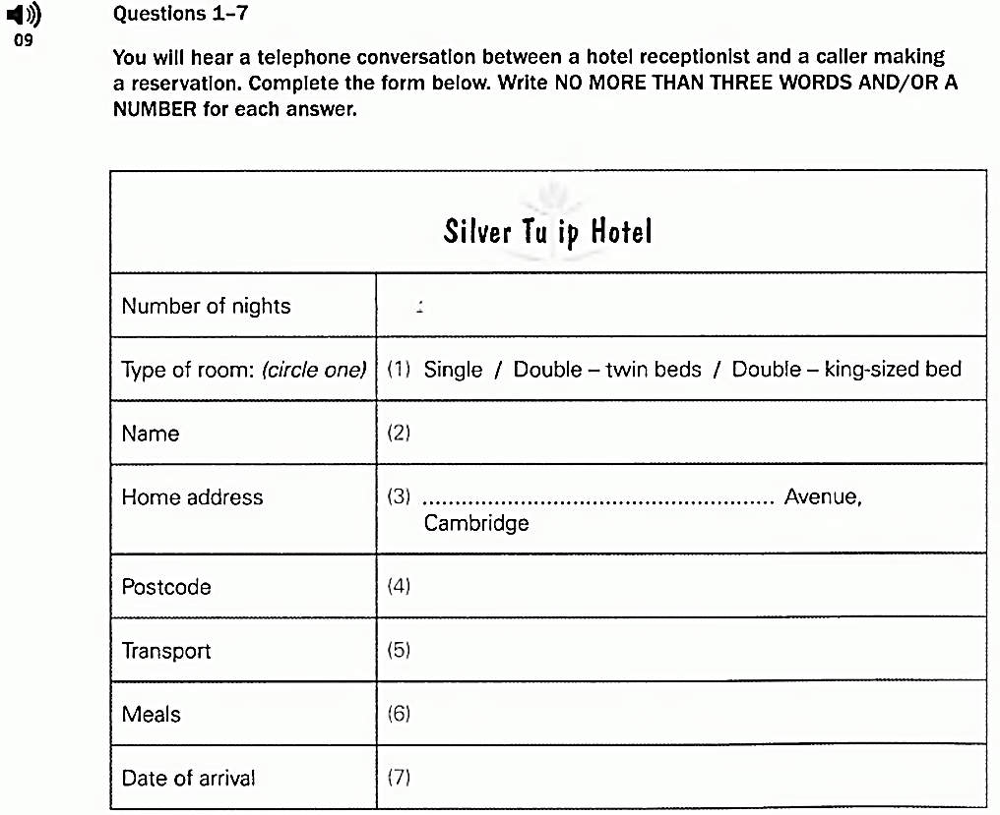 09
Questions 1–7
You will hear a telephone conversation between a hotel receptionist and a caller making
a reservation. Complete the form below. Write NO MORE THAN THREE WORDS AND/OR A
NUMBER for each answer.
Silver Tu ip Hotel
Number of nights
Type of room: (circle one) (1) Single / Double – twin beds / Double – king-sized bed
Name (2)
Home address (3) ...................................................... Avenue,
Cambridge
Postcode (4)
Transport (5)
Meals (6)
Date of arrival (7)